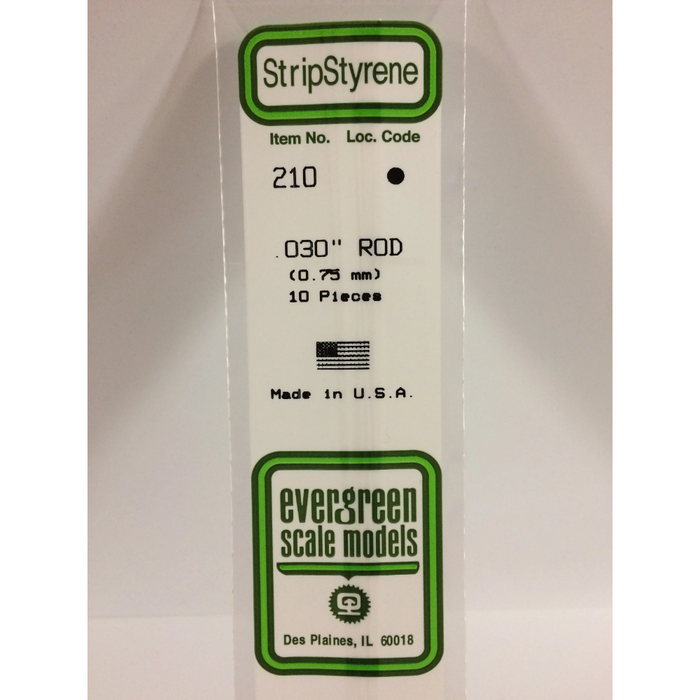 StripStyrene
Item No. Loc. Code
210 ●
.030" ROD
(0.75 mm)
10 Pieces
Made in U.S.A.
evergreen
scale models
Des Plaines, IL 60018